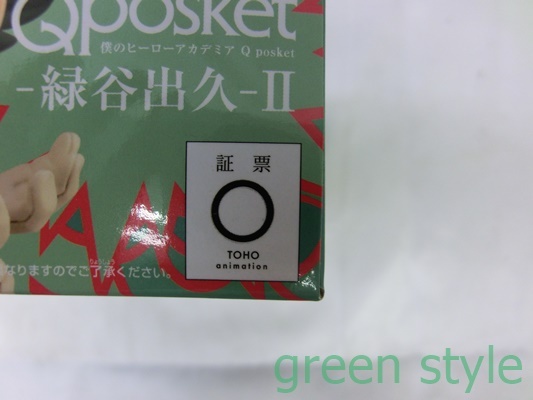 Qposket
僕のヒーローアカデミア Q posket
-緑谷出久-II
証 票
TOHO
animation
なりますのでご了承ください。
green style